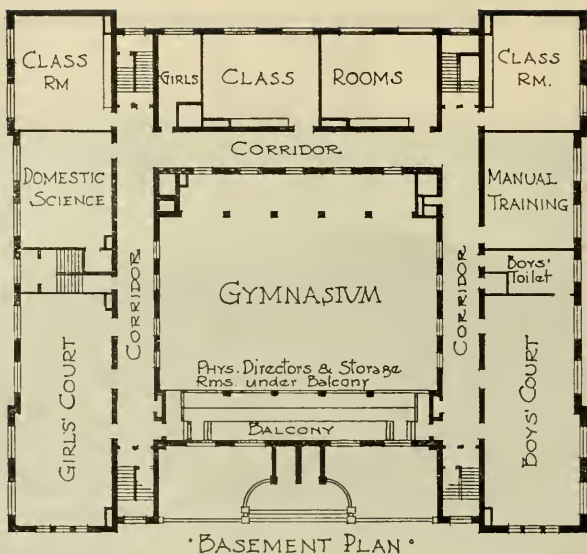 CLASS
RM
GIRLS
CLASS
ROOMS
CLASS
RM.
CORRIDOR
DOMESTIC
SCIENCE
MANUAL
TRAINING
BOYS'
Toilet
CORRIDOR
GYMNASIUM
CORRIDOR
Phys. Directors & Storage
Rms. under Balcony
GIRLS' COURT
BALCONY
BOYS' COURT
·BASEMENT PLAN·